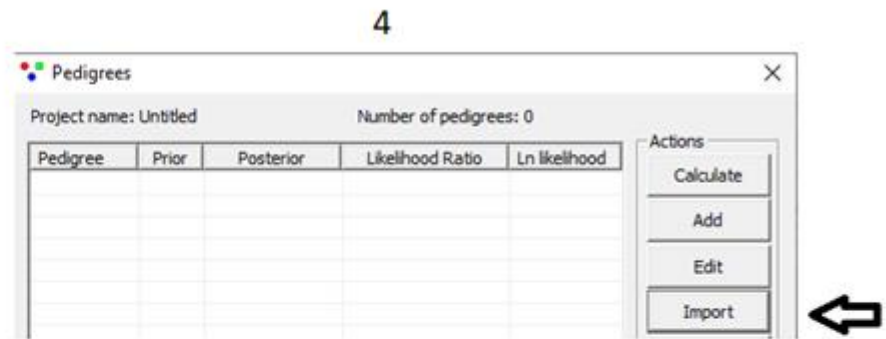 4
Pedigrees
Project name: Untitled Number of pedigrees: 0
Actions
Pedigree Prior Posterior Likelihood Ratio Ln likelihood
Calculate
Add
Edit
Import